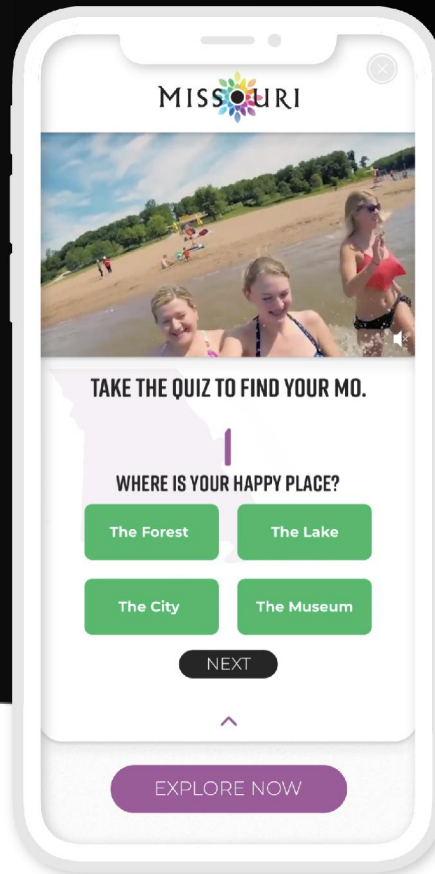 MISSOURI
TAKE THE QUIZ TO FIND YOUR MO.
1
WHERE IS YOUR HAPPY PLACE?
The Forest
The Lake
The City
The Museum
NEXT
EXPLORE NOW